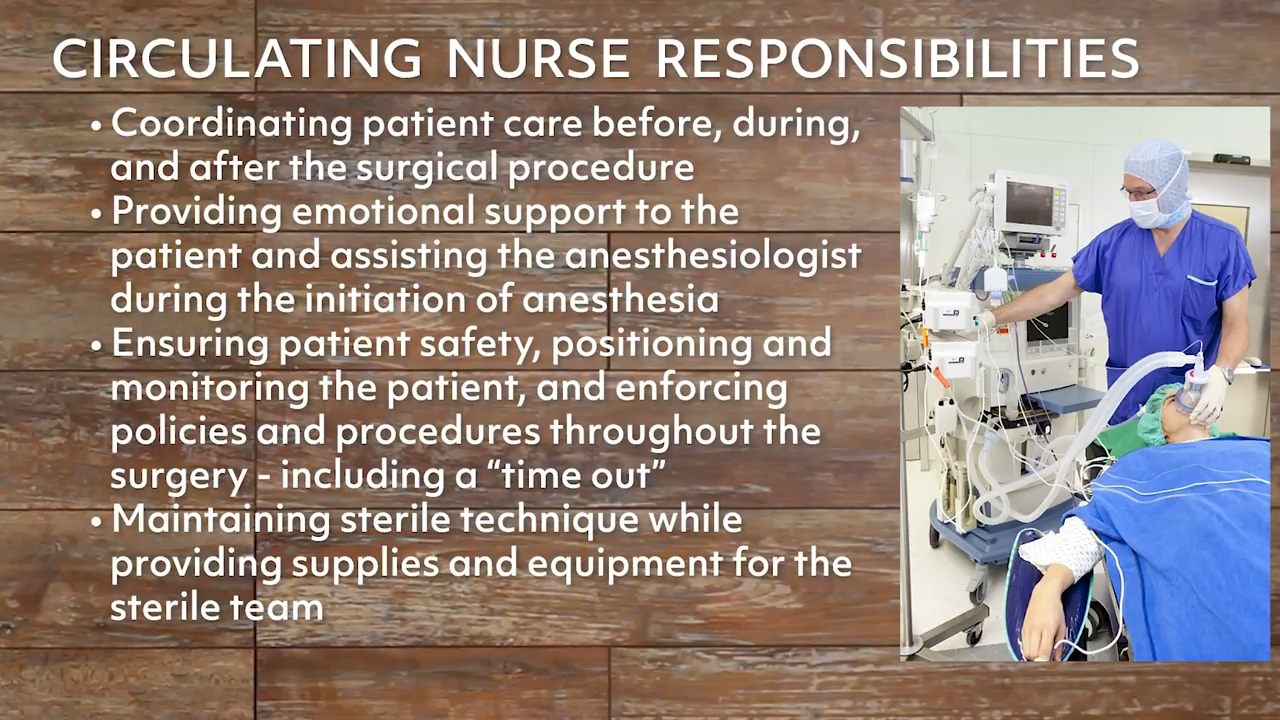 CIRCULATING NURSE RESPONSIBILITIES
• Coordinating patient care before, during,
and after the surgical procedure
• Providing emotional support to the
patient and assisting the anesthesiologist
during the initiation of anesthesia
• Ensuring patient safety, positioning and
monitoring the patient, and enforcing
policies and procedures throughout the
surgery - including a “time out”
• Maintaining sterile technique while
providing supplies and equipment for the
sterile team